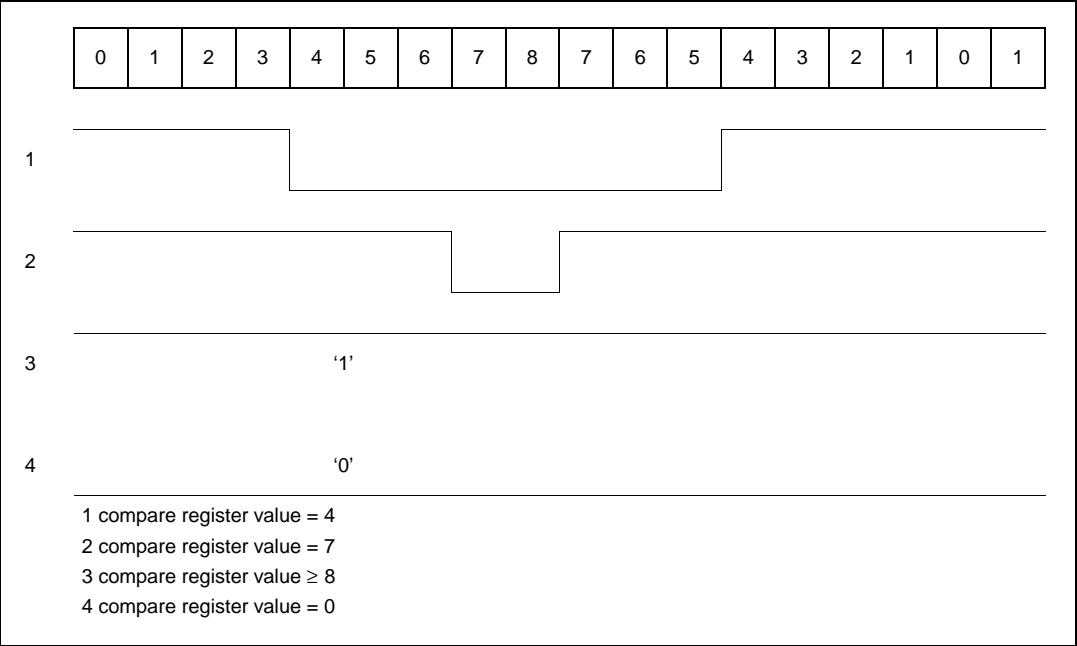 0 1 2 3 4 5 6 7 8 7 6 5 4 3 2 1 0 1
1
2
3 ‘1’
4 ‘0’
1 compare register value = 4
2 compare register value = 7
3 compare register value ≥ 8
4 compare register value = 0